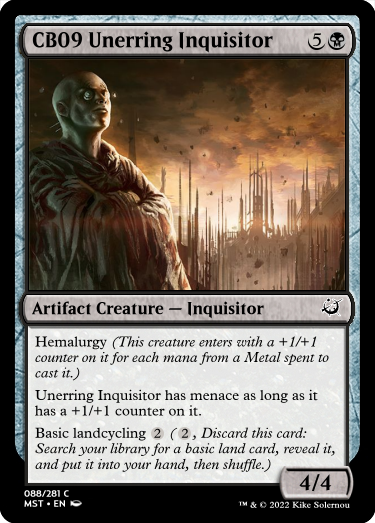 CB09 Unerring Inquisitor 5
Artifact Creature — Inquisitor
Hemalurgy (This creature enters with a +1/+1
counter on it for each mana from a Metal spent to
cast it.)
Unerring Inquisitor has menace as long as it
has a +1/+1 counter on it.
Basic landcycling 2 ( 2, Discard this card:
Search your library for a basic land card, reveal it,
and put it into your hand, then shuffle.)
4/4
088/281 C
MST • EN
™ & © 2022 Kike Solernou